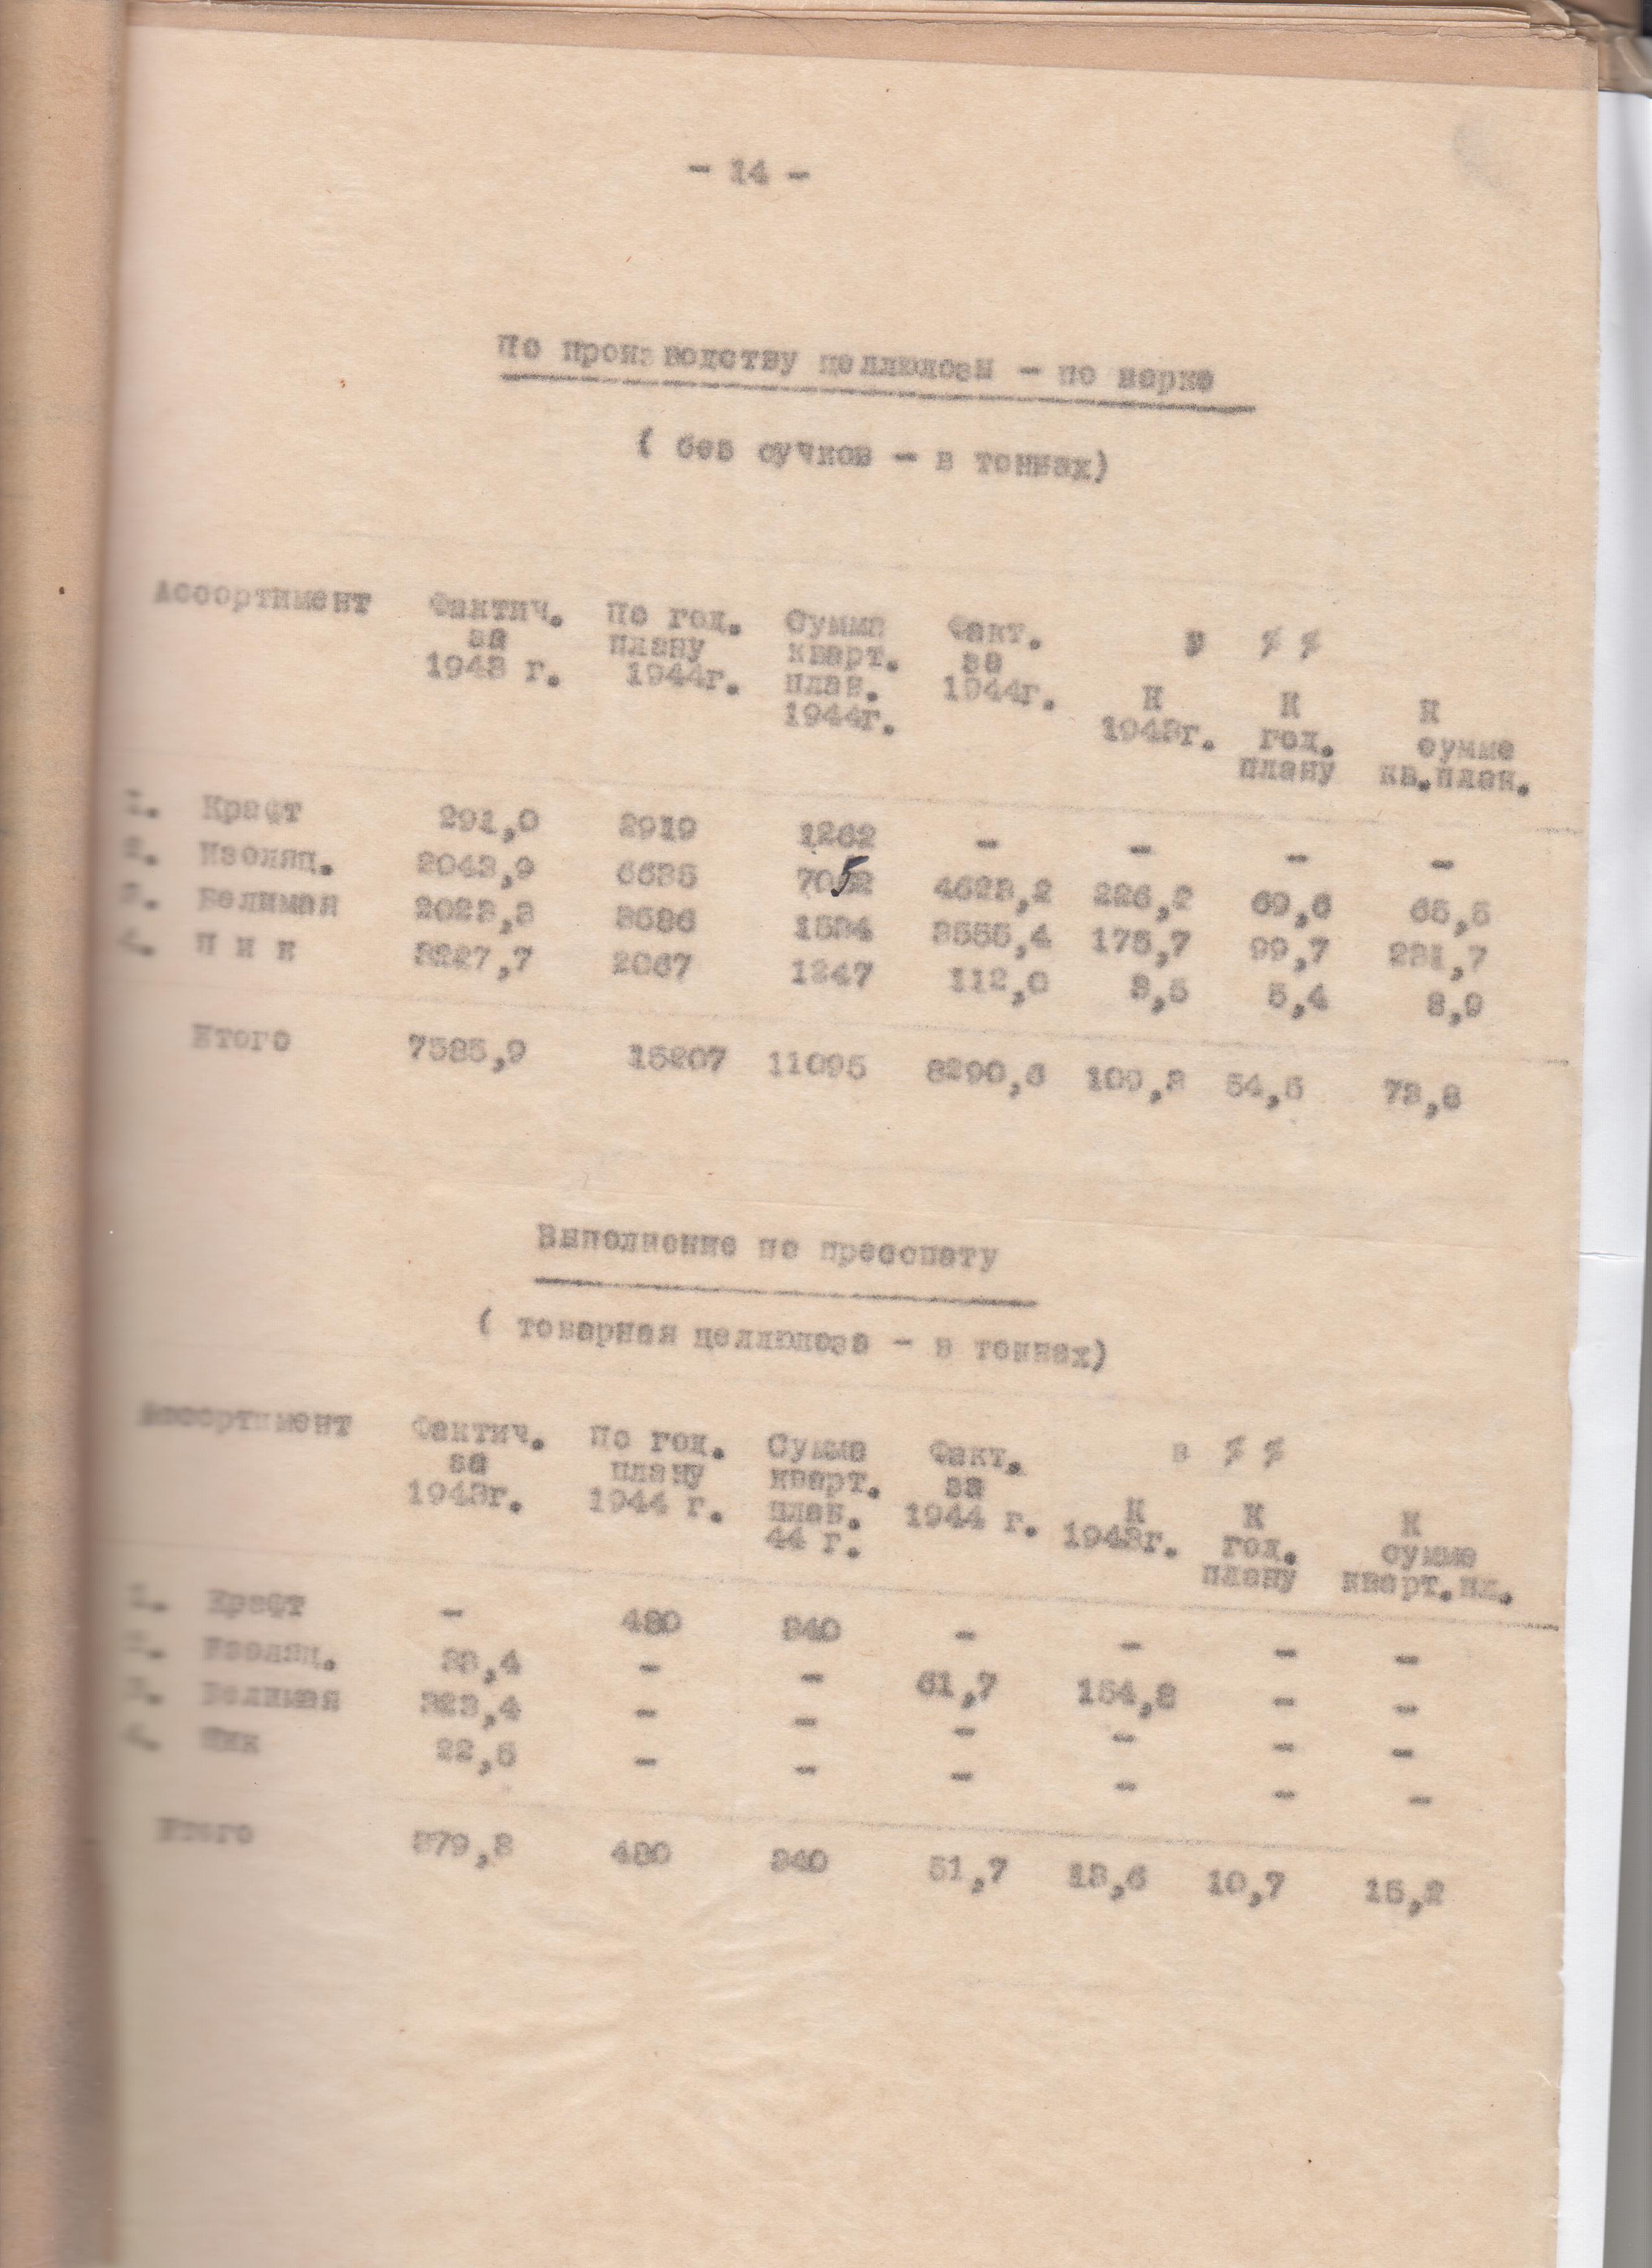 - 14 -
По производству целлюлозы - по варке
( без сучков - в тоннах)
Ассортимент Фактич. По год. Сумма Факт. в % %
за плану кварт. за
1943 г. 1944г. плав. 1944г. К К К
1944г. 1943г. год. сумме
плану кв.план.
1. Крафт 291,0 2919 1262 - - - -
2. Изоляц. 2043,9 6635 7052 4623,2 226,2 69,6 65,5
3. Белимая 2023,3 3586 1534 3555,4 175,7 99,7 231,7
4. П и к 3227,7 2067 1247 112,0 3,5 5,4 8,9
Итого 7585,9 15207 11095 8290,6 109,3 54,5 73,8
Выполнение по пресспату
( товарная целлюлоза - в тоннах)
Ассортимент Фактич. По год. Сумма Факт. в % %
за плану кварт. за
1943г. 1944 г. плав. 1944 г. К К К
44 г. 1943г. год. сумме
плану кварт.пл.
1. Крафт - 480 340 - - - -
2. Изоляц. 33,4 - - 51,7 154,8 - -
3. Белимая 323,4 - - - - - -
4. Пик 22,5 - - - - - -
Итого 379,3 480 340 51,7 13,6 10,7 15,2